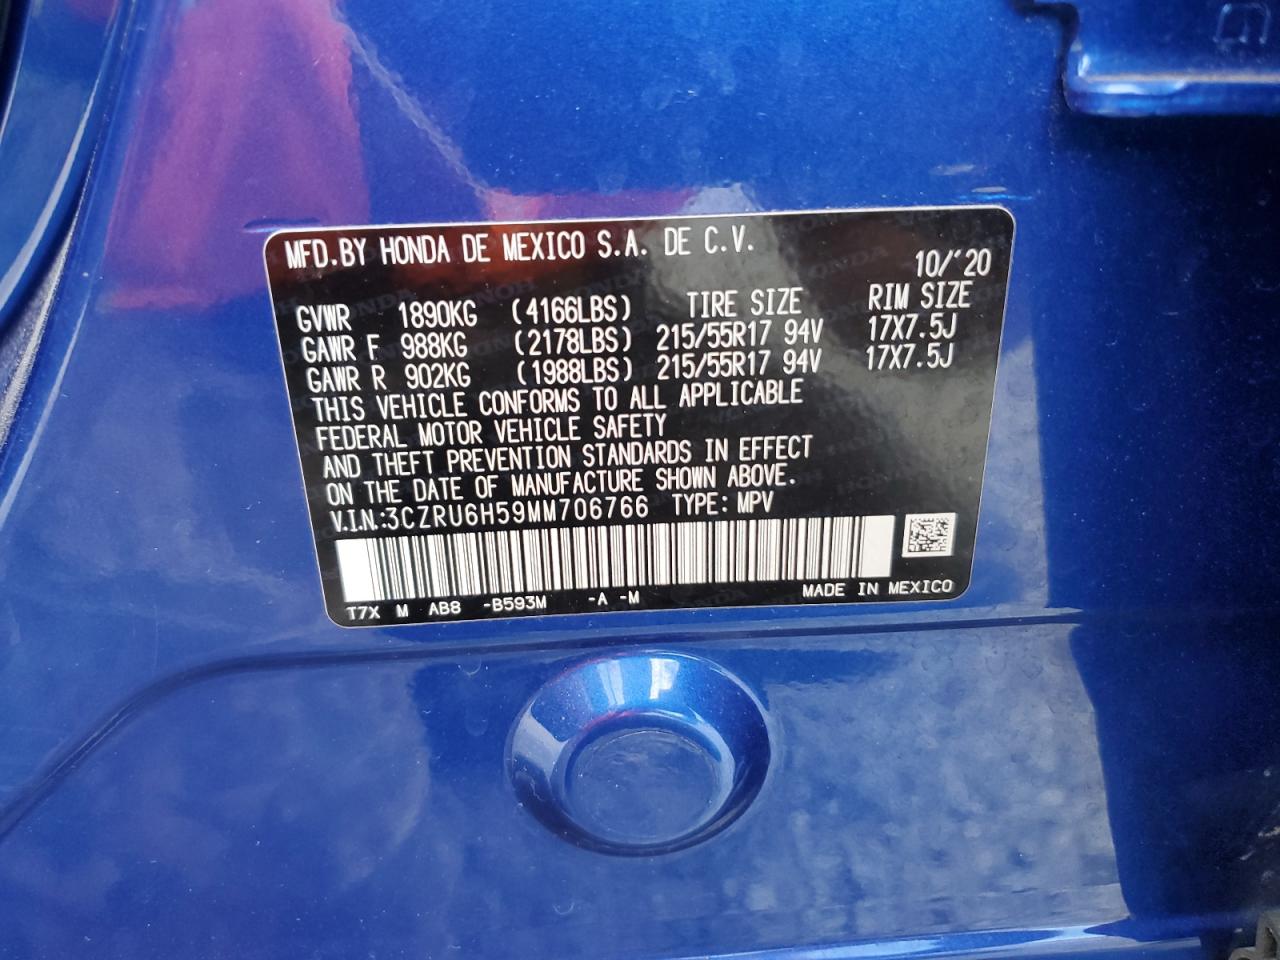 MFD.BY HONDA DE MEXICO S.A. DE C.V.
10/'20
GVWR 1890KG (4166LBS) TIRE SIZE RIM SIZE
GAWR F 988KG (2178LBS) 215/55R17 94V 17X7.5J
GAWR R 902KG (1988LBS) 215/55R17 94V 17X7.5J
THIS VEHICLE CONFORMS TO ALL APPLICABLE
FEDERAL MOTOR VEHICLE SAFETY
AND THEFT PREVENTION STANDARDS IN EFFECT
ON THE DATE OF MANUFACTURE SHOWN ABOVE.
V.I.N.:3CZRU6H59MM706766 TYPE: MPV
T7X M AB8 -B593M -A -M MADE IN MEXICO